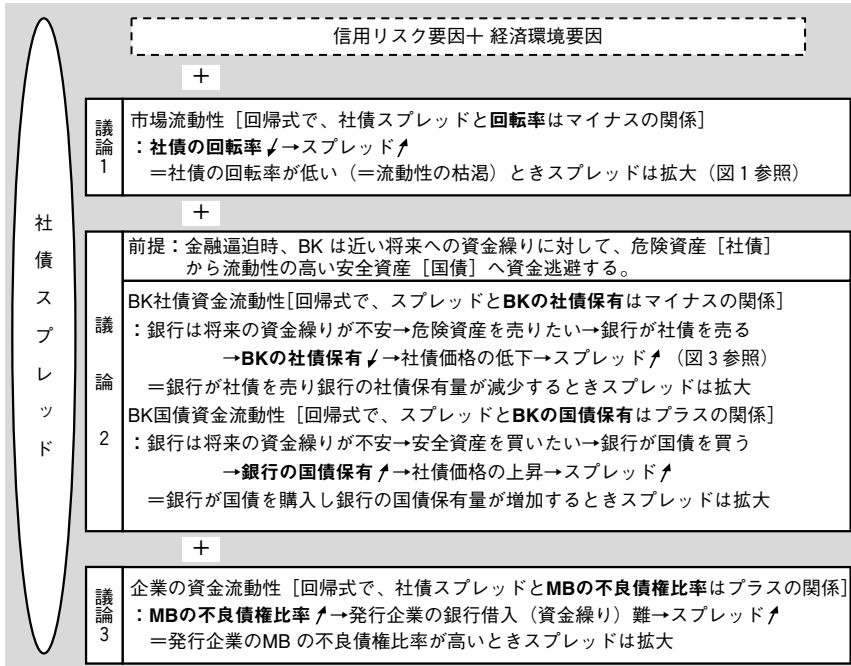 信用リスク要因＋経済環境要因
＋
社債スプレッド
議論1
市場流動性［回帰式で、社債スプレッドと回転率はマイナスの関係］
：社債の回転率↓→スプレッド↑
＝社債の回転率が低い（＝流動性の枯渇）ときスプレッドは拡大（図1参照）
＋
議論2
前提：金融逼迫時、BK は近い将来への資金繰りに対して、危険資産［社債］
から流動性の高い安全資産［国債］へ資金逃避する。
BK社債資金流動性[回帰式で、スプレッドとBKの社債保有はマイナスの関係］
：銀行は将来の資金繰りが不安→危険資産を売りたい→銀行が社債を売る
→BKの社債保有↓→社債価格の低下→スプレッド↑（図3参照）
＝銀行が社債を売り銀行の社債保有量が減少するときスプレッドは拡大
BK国債資金流動性［回帰式で、スプレッドとBKの国債保有はプラスの関係］
：銀行は将来の資金繰りが不安→安全資産を買いたい→銀行が国債を買う
→銀行の国債保有↑→社債価格の上昇→スプレッド↑
＝銀行が国債を購入し銀行の国債保有量が増加するときスプレッドは拡大
＋
議論3
企業の資金流動性［回帰式で、社債スプレッドとMBの不良債権比率はプラスの関係］
：MBの不良債権比率↑→発行企業の銀行借入（資金繰り）難→スプレッド↑
＝発行企業のMB の不良債権比率が高いときスプレッドは拡大